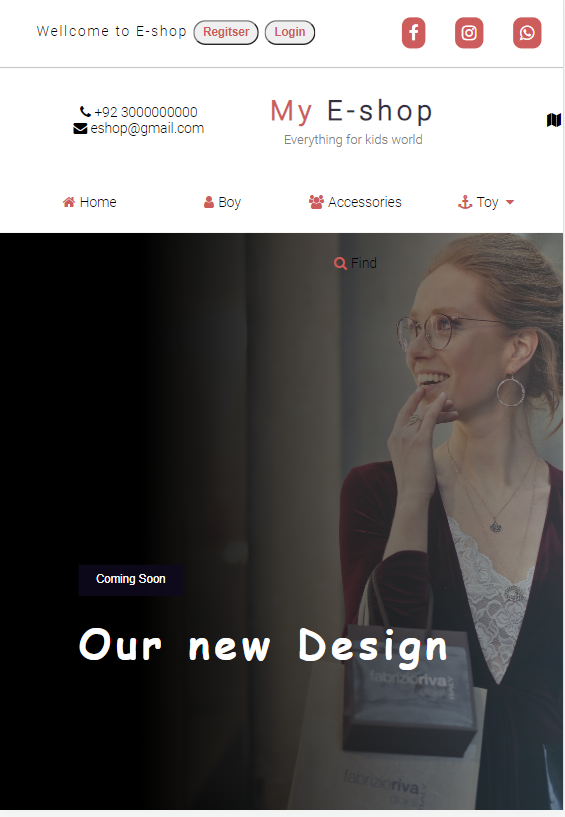 Wellcome to E-shop Regitser Login
+92 3000000000
eshop@gmail.com
My E-shop
Everything for kids world
Home Boy Accessories Toy
Find
Coming Soon
Our new Design
fabrizioriva
fabrizioriva